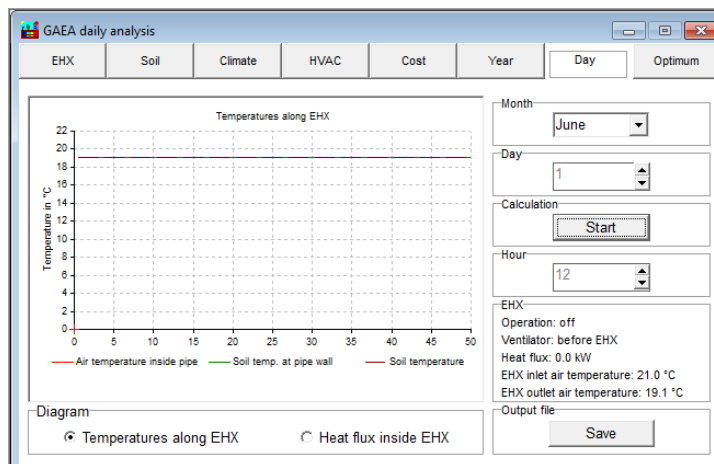 GAEA daily analysis
EHX Soil Climate HVAC Cost Year Day Optimum
Temperatures along EHX
Temperature in °C
22
20
18
16
14
12
10
8
6
4
2
0
0 5 10 15 20 25 30 35 40 45 50
Air temperature inside pipe Soil temp. at pipe wall Soil temperature
Diagram
Temperatures along EHX Heat flux inside EHX
Month
June
Day
1
Calculation
Start
Hour
12
EHX
Operation: off
Ventilator: before EHX
Heat flux: 0.0 kW
EHX inlet air temperature: 21.0 °C
EHX outlet air temperature: 19.1 °C
Output file
Save